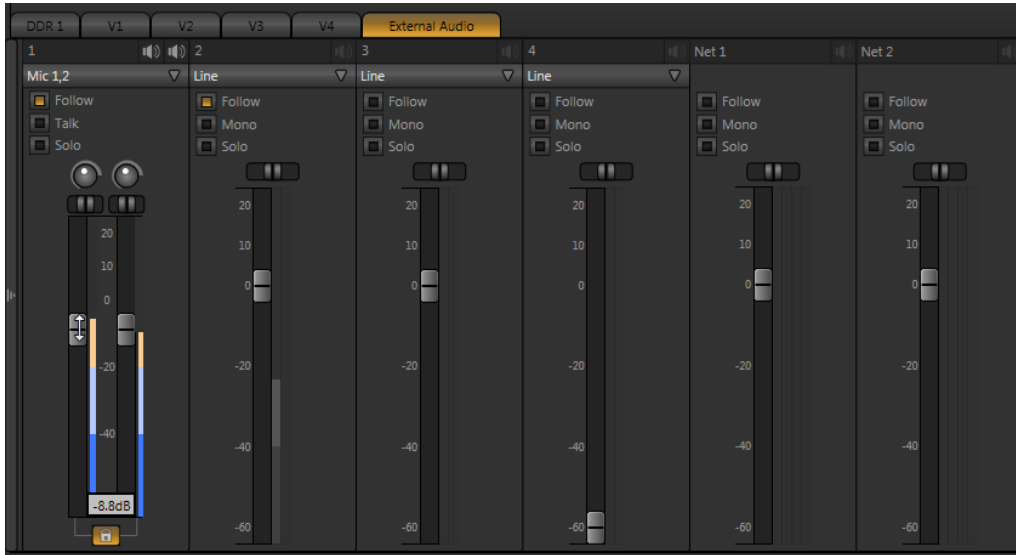 DDR 1 V1 V2 V3 V4 External Audio
1 2 3 4 Net 1 Net 2
Mic 1,2 Line Line Line
Follow Follow Follow Follow Follow Follow
Talk Mono Mono Mono Mono Mono
Solo Solo Solo Solo Solo Solo
20 20 20 20 20 20
10 10 10 10 10 10
0 0 0 0 0 0
-20 -20 -20 -20 -20 -20
-40 -40 -40 -40 -40 -40
-8.8dB
-60 -60 -60 -60 -60